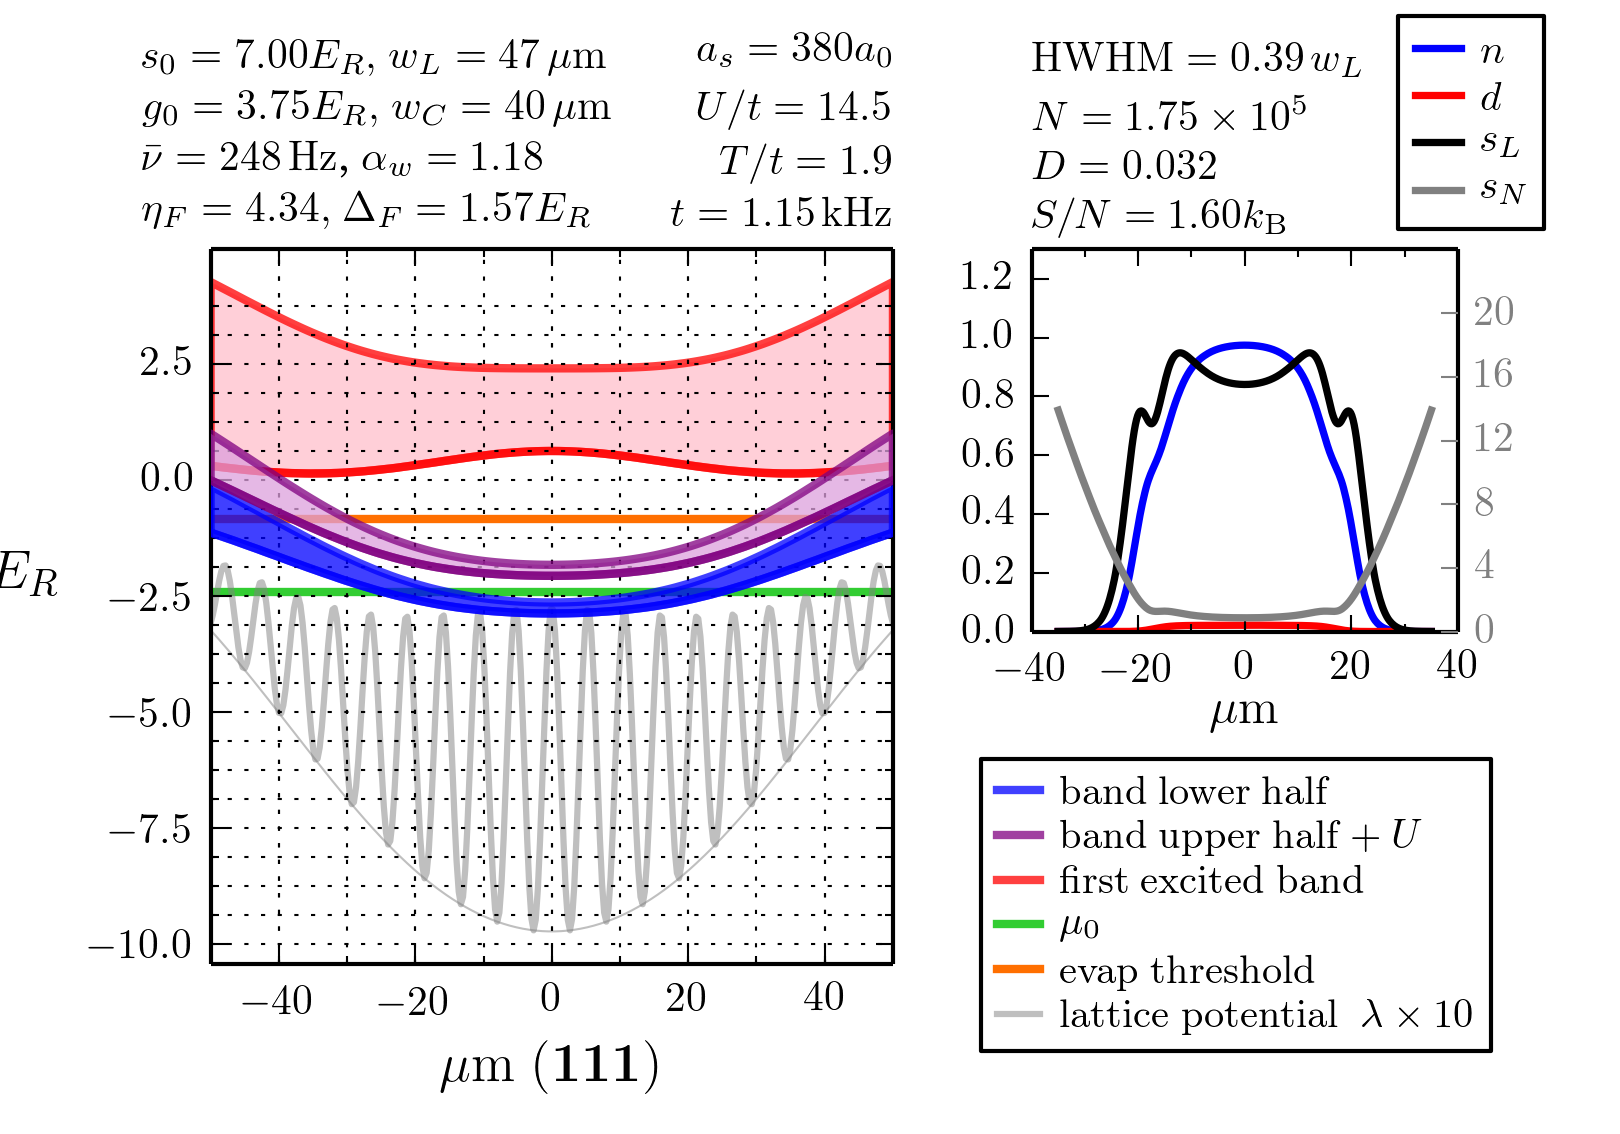 s₀ = 7.00E_R, w_L = 47 μm
g₀ = 3.75E_R, w_C = 40 μm
ν̄ = 248 Hz, α_w = 1.18
η_F = 4.34, Δ_F = 1.57E_R
a_s = 380a₀
U/t = 14.5
T/t = 1.9
t = 1.15 kHz
HWHM = 0.39 w_L
N = 1.75 × 10⁵
D = 0.032
S/N = 1.60k_B
n
d
s_L
s_N
E_R
2.5
0.0
−2.5
−5.0
−7.5
−10.0
−40 −20 0 20 40
μm (111)
1.2
1.0
0.8
0.6
0.4
0.2
0.0
20
16
12
8
4
0
−40 −20 0 20 40
μm
band lower half
band upper half + U
first excited band
μ₀
evap threshold
lattice potential λ × 10